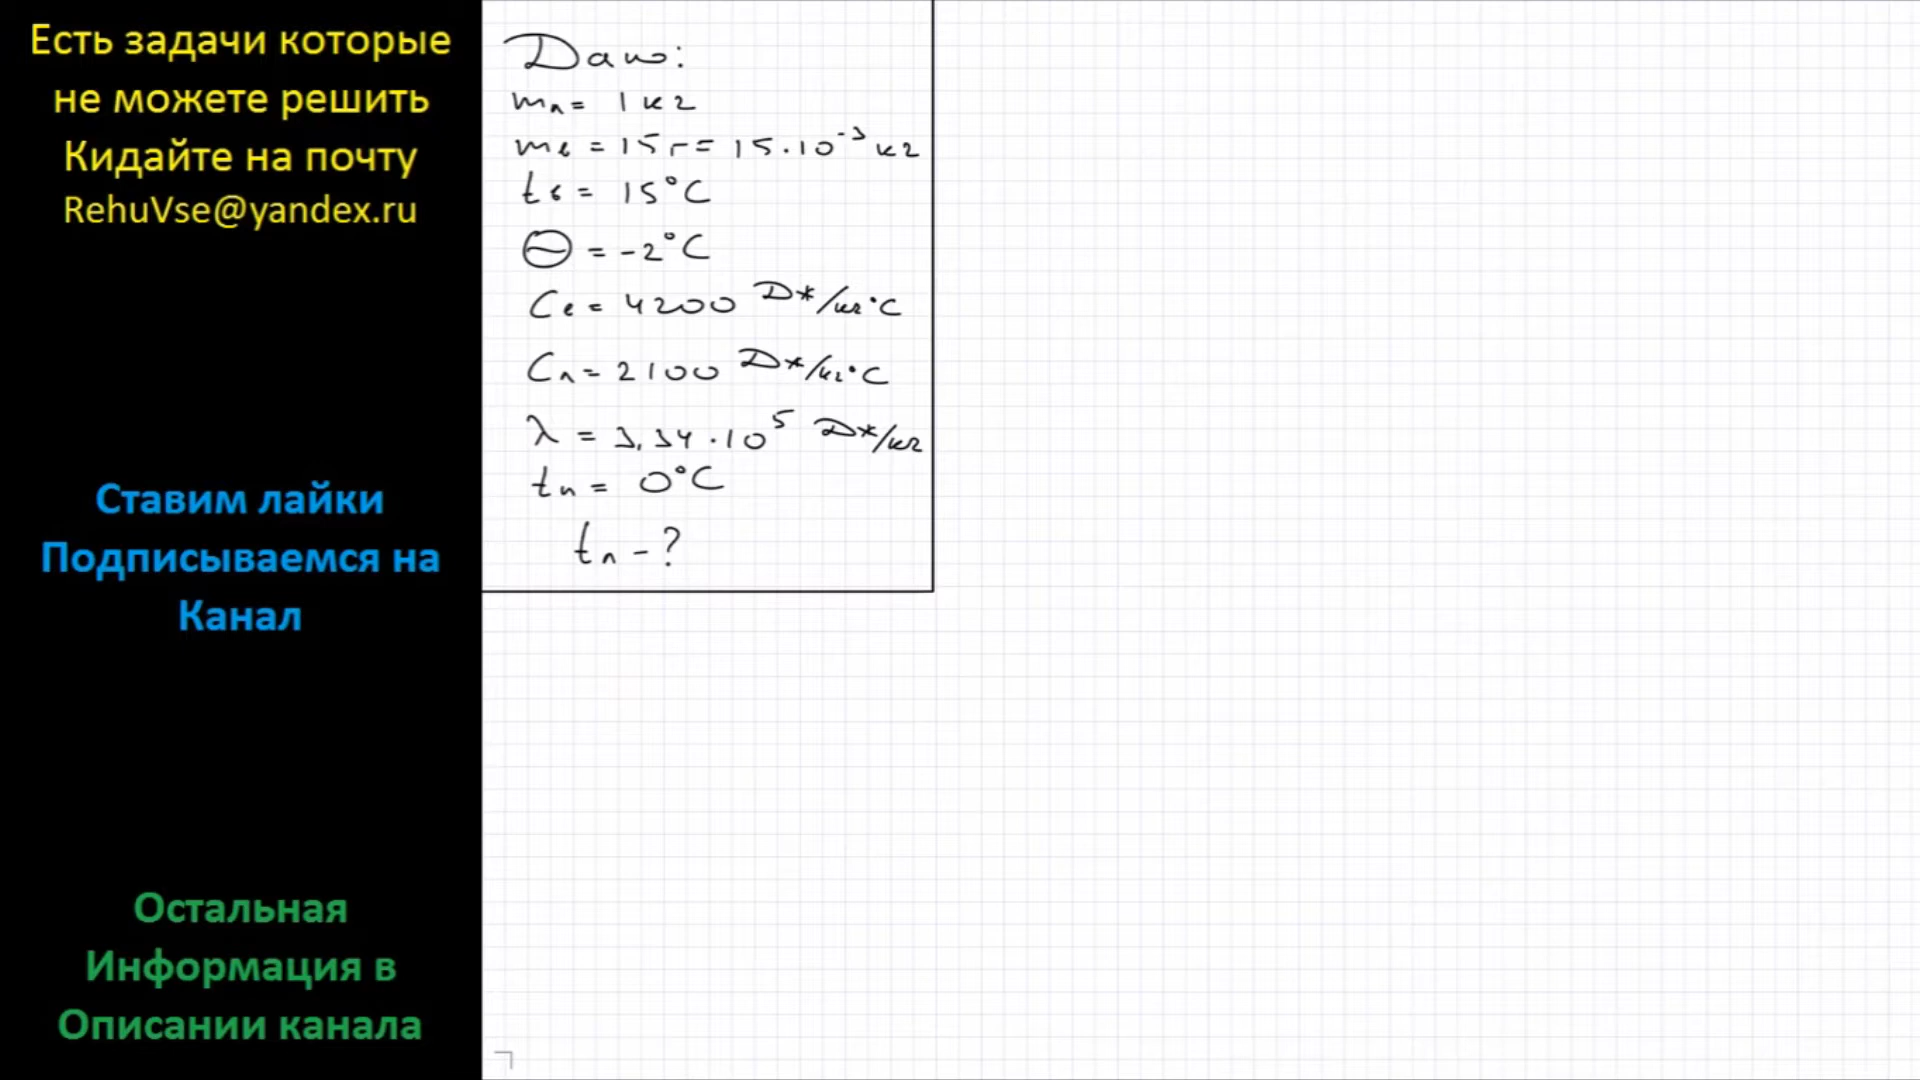 Есть задачи которые
не можете решить
Кидайте на почту
RehuVse@yandex.ru
Ставим лайки
Подписываемся на
Канал
Остальная
Информация в
Описании канала
Дано:
mл = 1 кг
mв = 15 г = 15·10⁻³ кг
tв = 15°C
Θ = -2°C
Cв = 4200 Дж/кг·°C
Cл = 2100 Дж/кг·°C
λ = 3,34·10⁵ Дж/кг
tп = 0°C
tл - ?